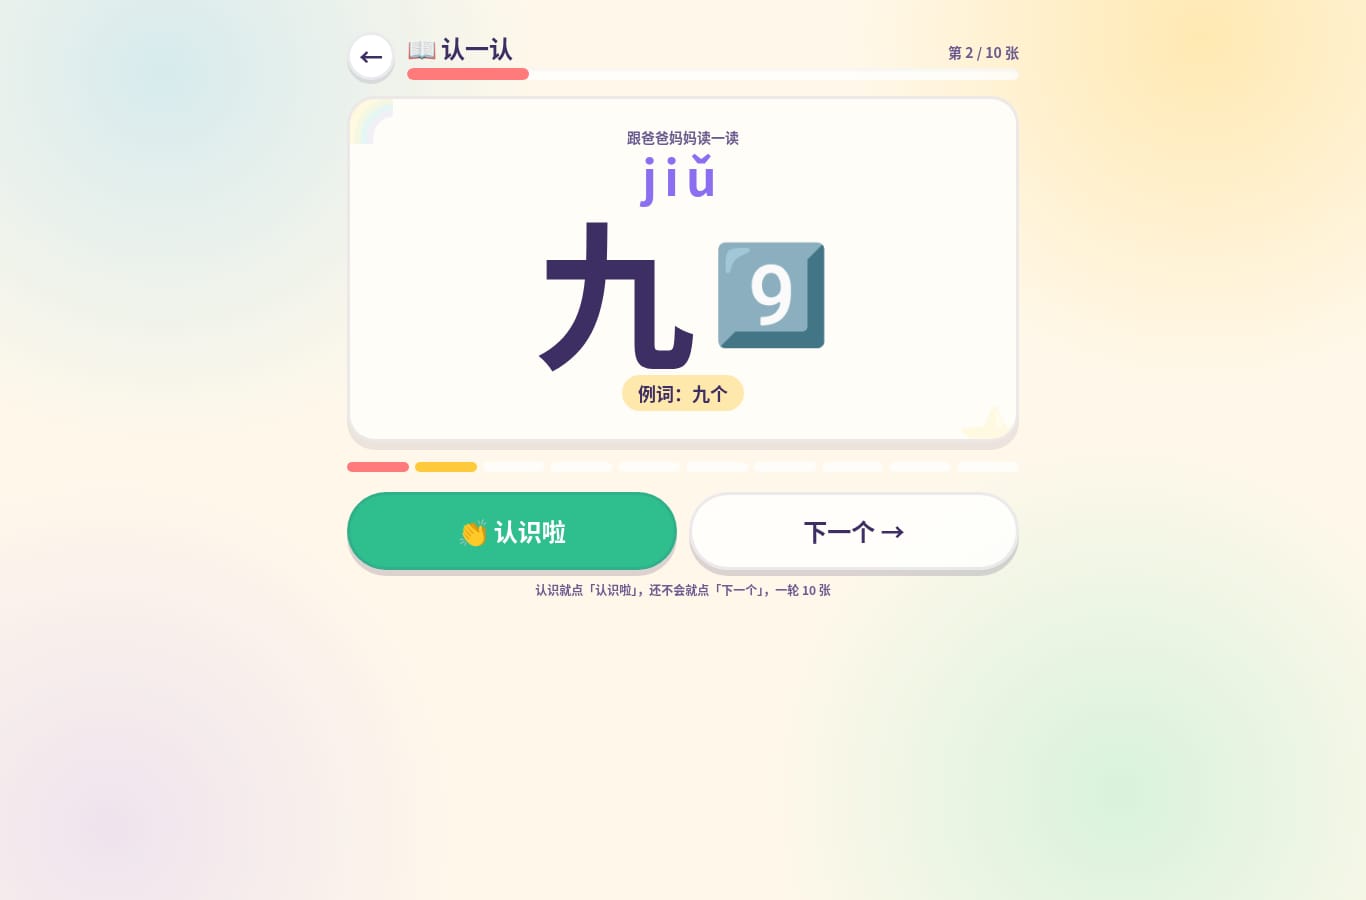 📖 认一认
第 2 / 10 张
跟爸爸妈妈读一读
jiǔ
九 9
例词：九个
👏 认识啦
下一个 →
认识就点「认识啦」，还不会就点「下一个」，一轮 10 张